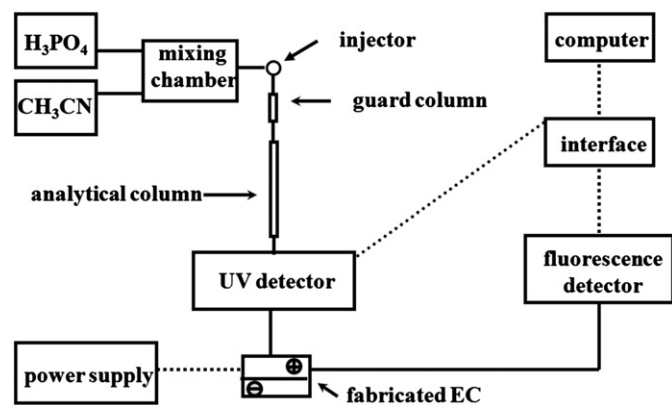 H₃PO₄
CH₃CN
mixing
chamber
injector
guard column
analytical column
computer
interface
UV detector
fluorescence
detector
power supply
⊕
⊖
fabricated EC